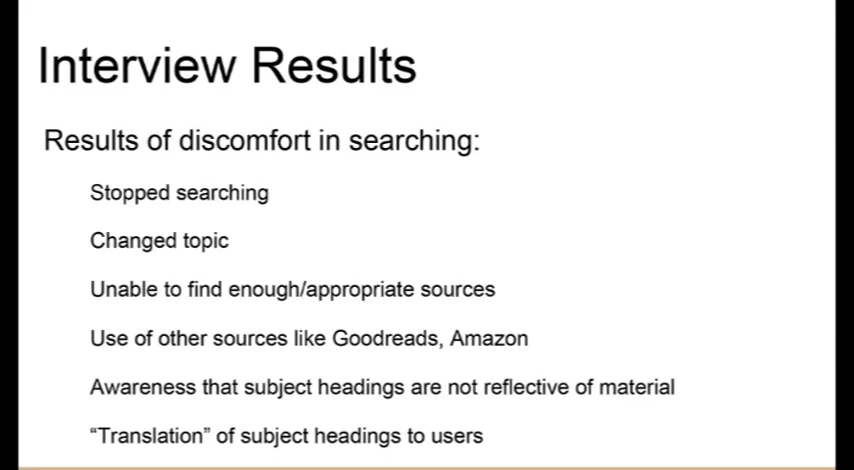 Interview Results
Results of discomfort in searching:
Stopped searching
Changed topic
Unable to find enough/appropriate sources
Use of other sources like Goodreads, Amazon
Awareness that subject headings are not reflective of material
“Translation” of subject headings to users